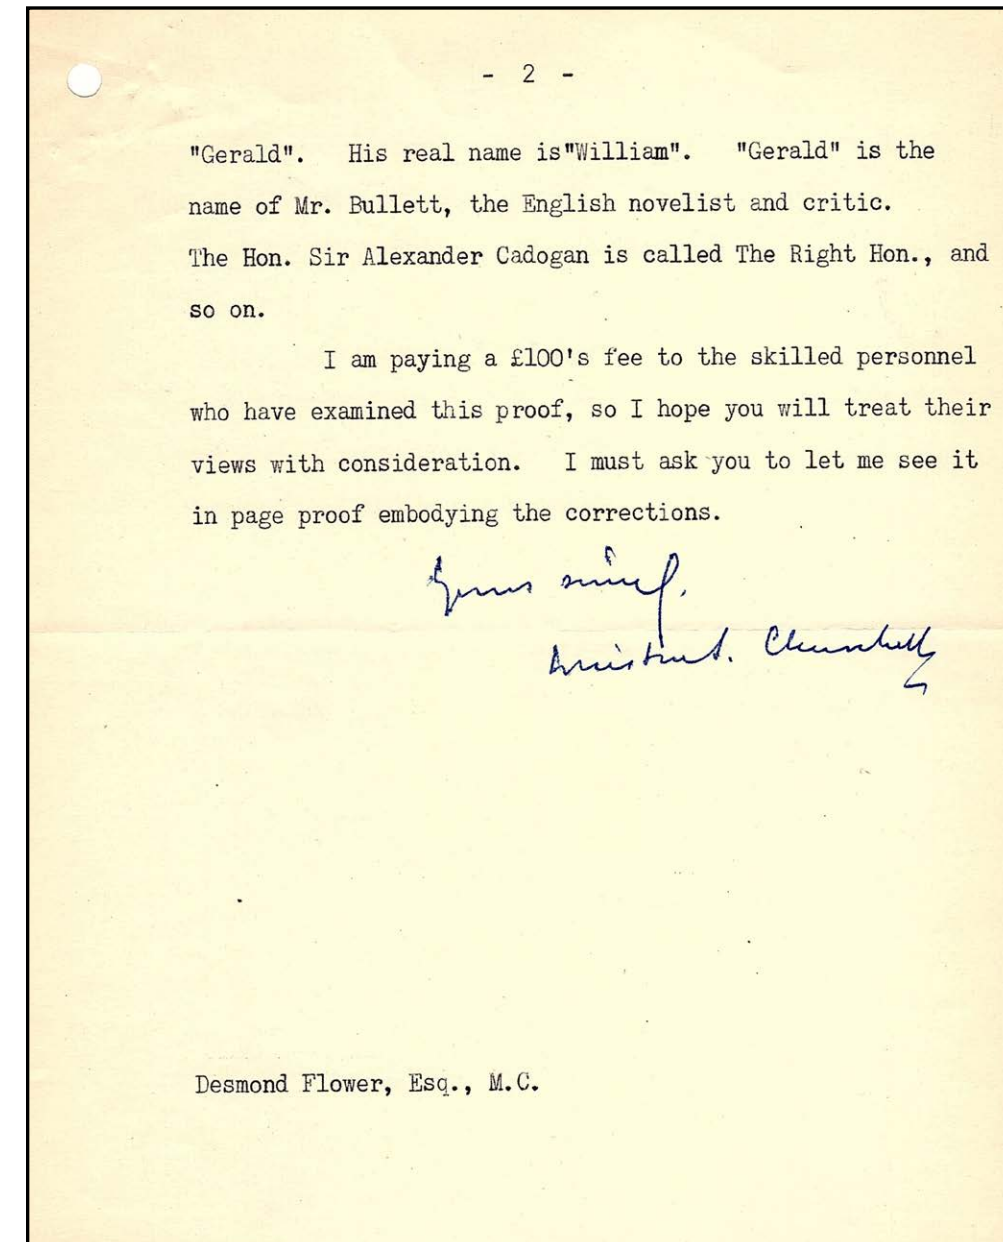 - 2 -
"Gerald".   His real name is"William".   "Gerald" is the
name of Mr. Bullett, the English novelist and critic.
The Hon. Sir Alexander Cadogan is called The Right Hon., and
so on.
I am paying a £100's fee to the skilled personnel
who have examined this proof, so I hope you will treat their
views with consideration.   I must ask you to let me see it
in page proof embodying the corrections.
Yours sincely.
Winston S. Churchill
Desmond Flower, Esq., M.C.